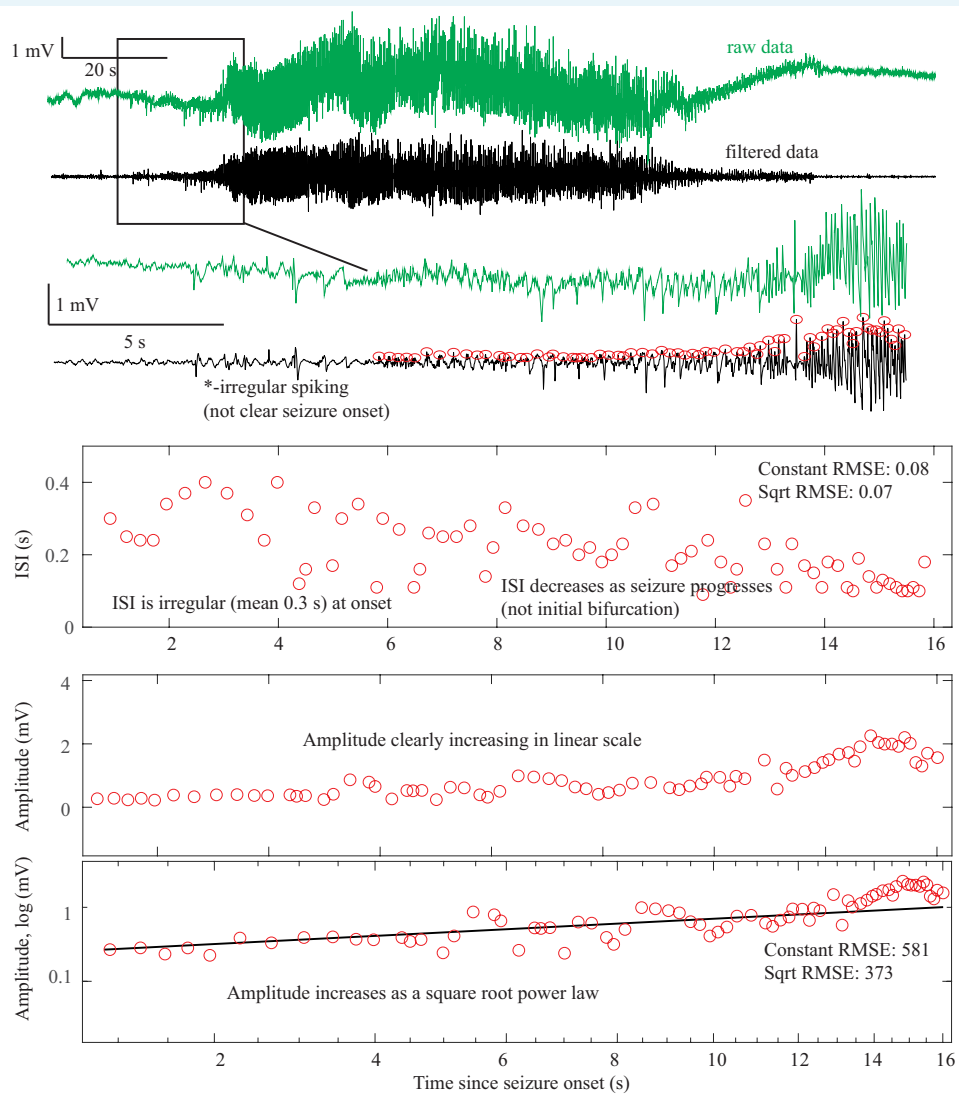 1 mV
20 s
raw data
filtered data
1 mV
5 s
*-irregular spiking
(not clear seizure onset)
Constant RMSE: 0.08
Sqrt RMSE: 0.07
0.4
0.2
0
ISI (s)
ISI is irregular (mean 0.3 s) at onset
ISI decreases as seizure progresses
(not initial bifurcation)
2 4 6 8 10 12 14 16
4
2
0
Amplitude (mV)
Amplitude clearly increasing in linear scale
Amplitude, log (mV)
1
0.1
Constant RMSE: 581
Sqrt RMSE: 373
Amplitude increases as a square root power law
2 4 6 8 10 12 14 16
Time since seizure onset (s)